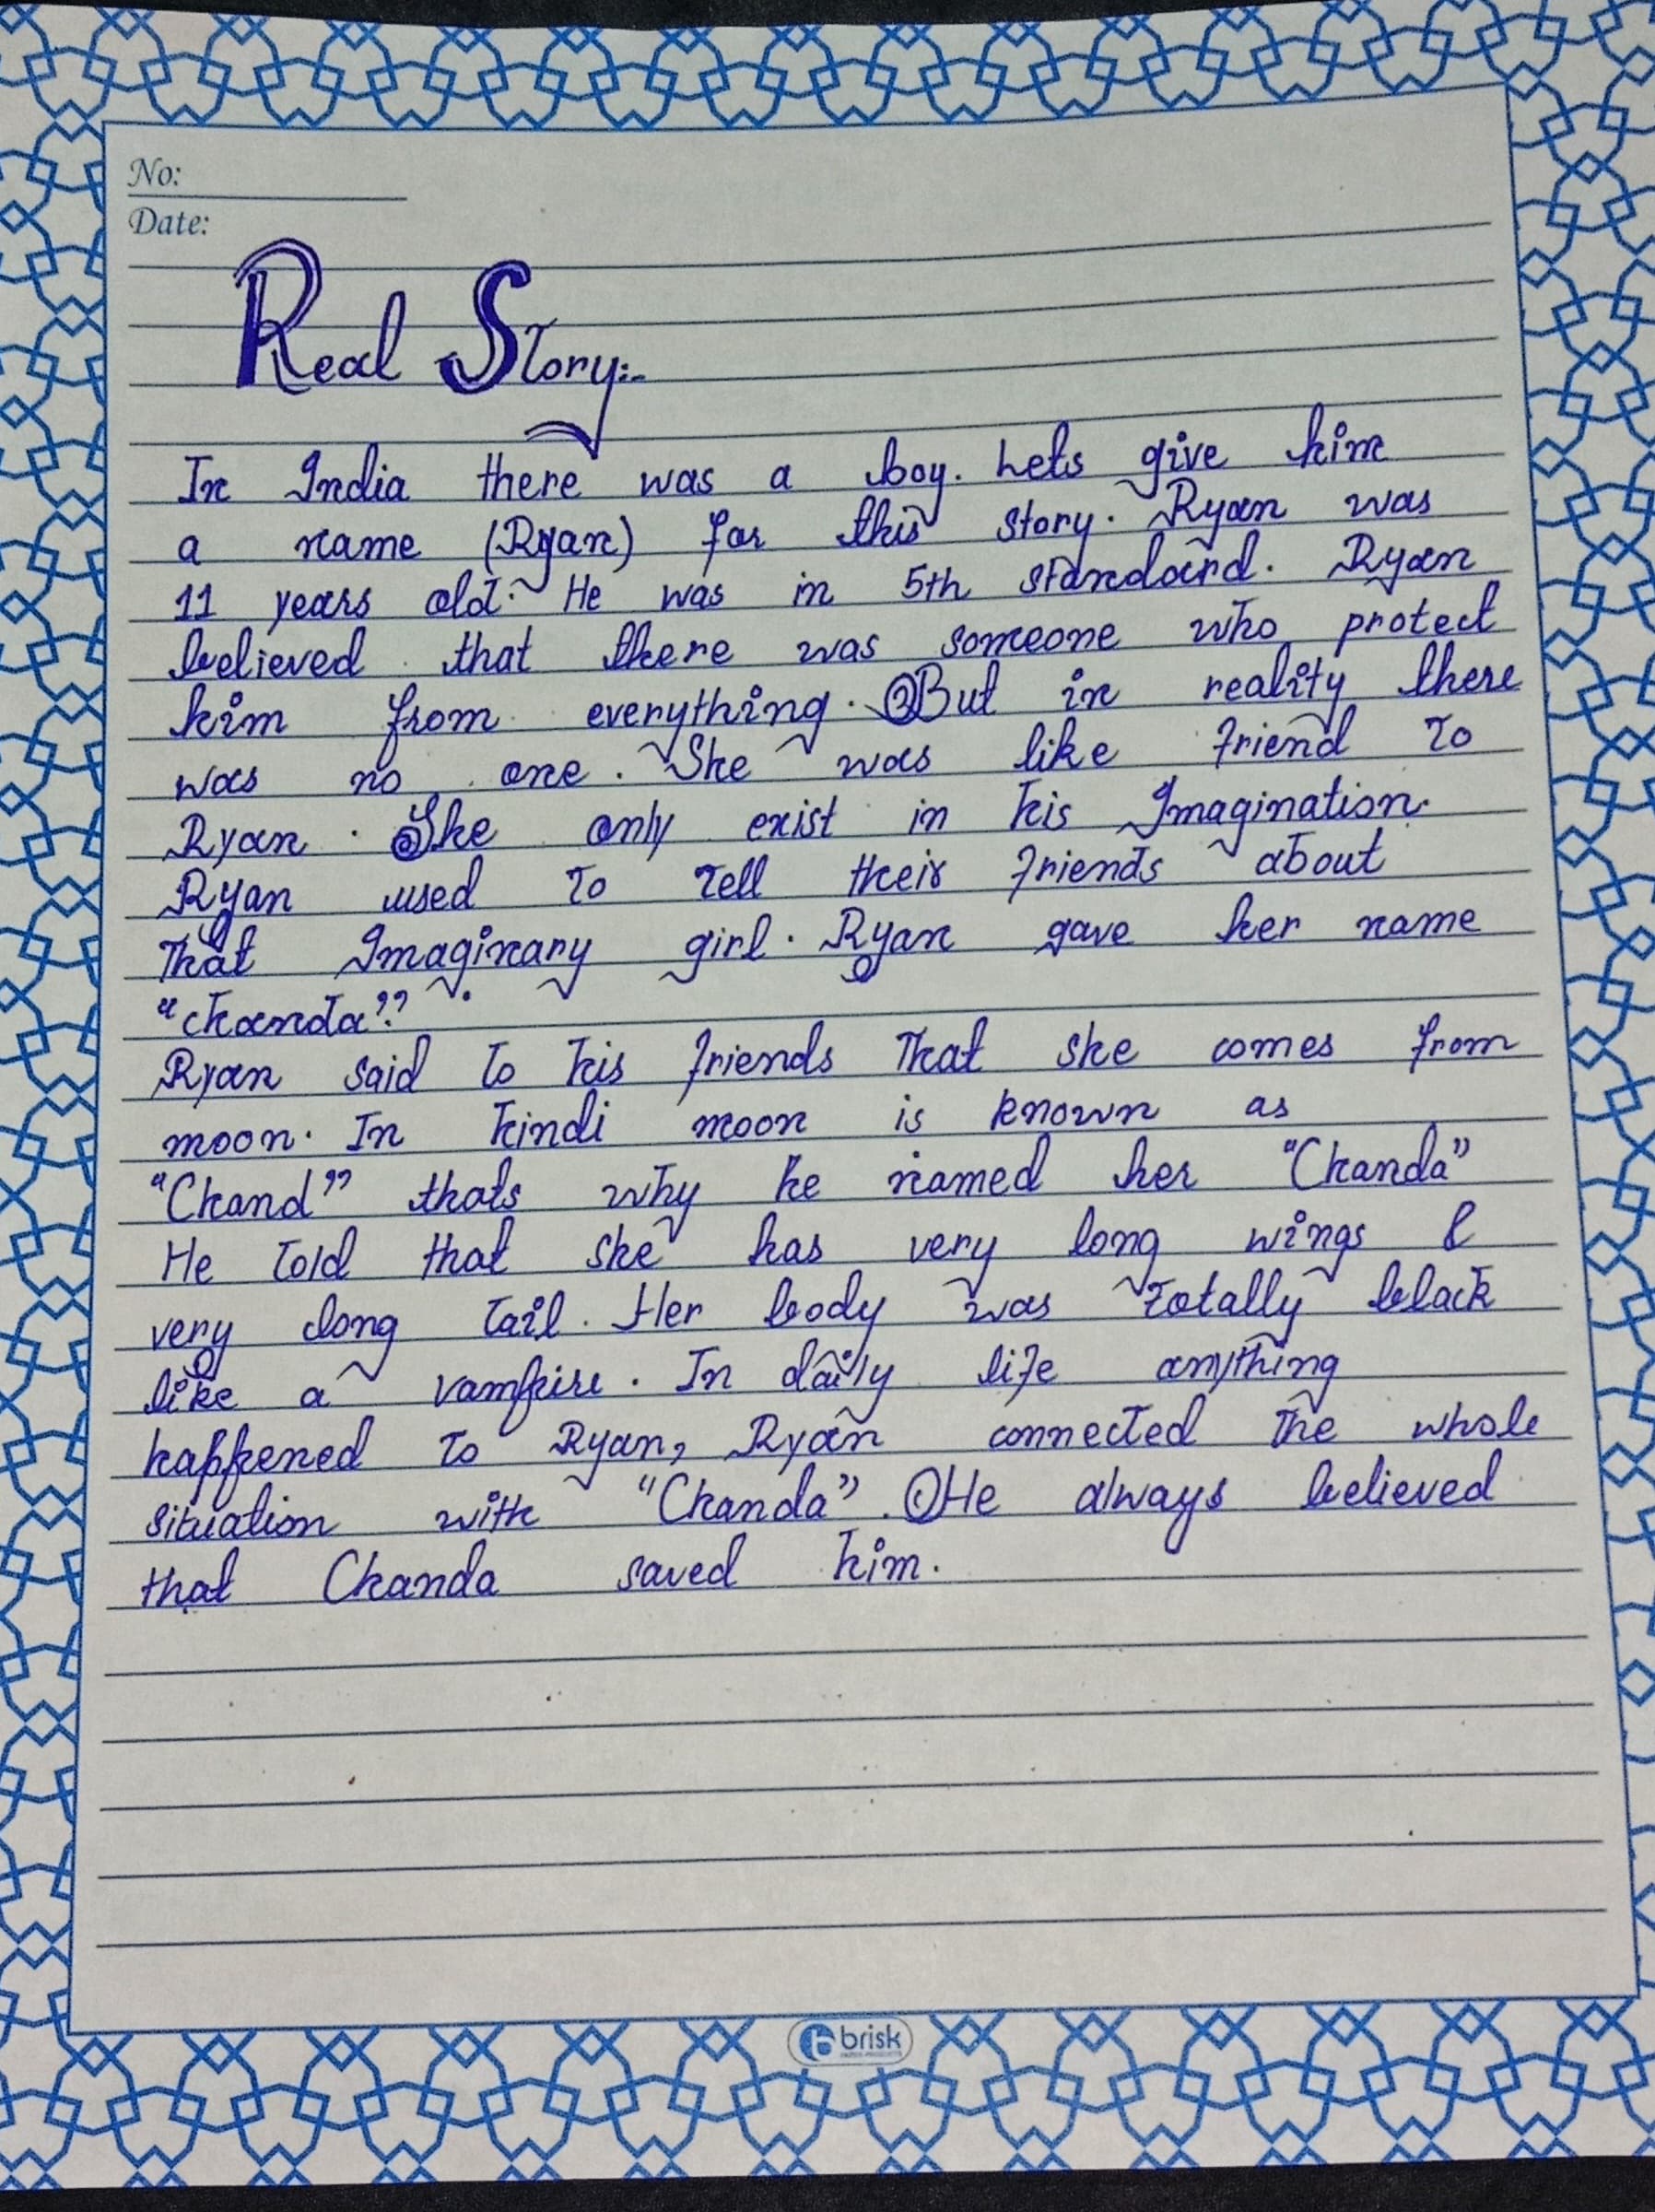 No:
Date:
Real Story:-
In India there was a boy. Lets give him
a name (Ryan) for this story. Ryan was
11 years old. He was in 5th standard. Ryan
believed that there was someone who protect
him from everything. But in reality there
was no one. She was like friend to
Ryan. She only exist in his Imagination.
Ryan used to tell their friends about
that Imaginary girl. Ryan gave her name
"chanda".
Ryan said to his friends that she comes from
moon. In hindi moon is known as
"Chand" thats why he named her "Chanda"
He told that she has very long wings &
very long tail. Her body was totally black
like a vampire. In daily life anything
happened to Ryan, Ryan connected the whole
situation with "Chanda". He always believed
that Chanda saved him.
brisk